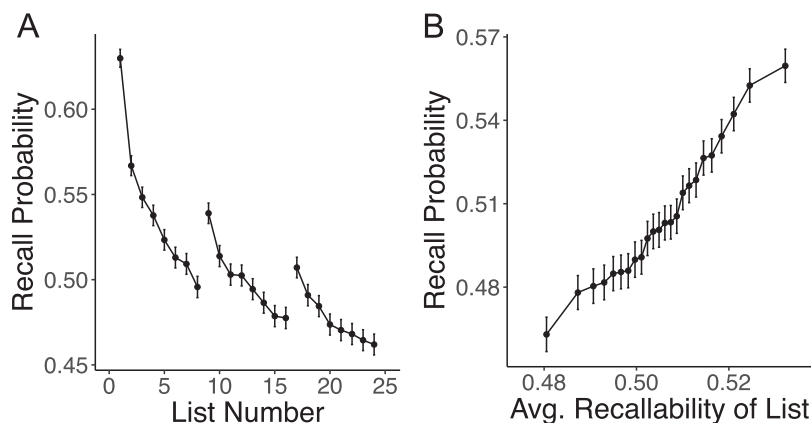 A
Recall Probability
0.60
0.55
0.50
0.45
0 5 10 15 20 25
List Number
B
Recall Probability
0.57
0.54
0.51
0.48
0.48 0.50 0.52
Avg. Recallability of List